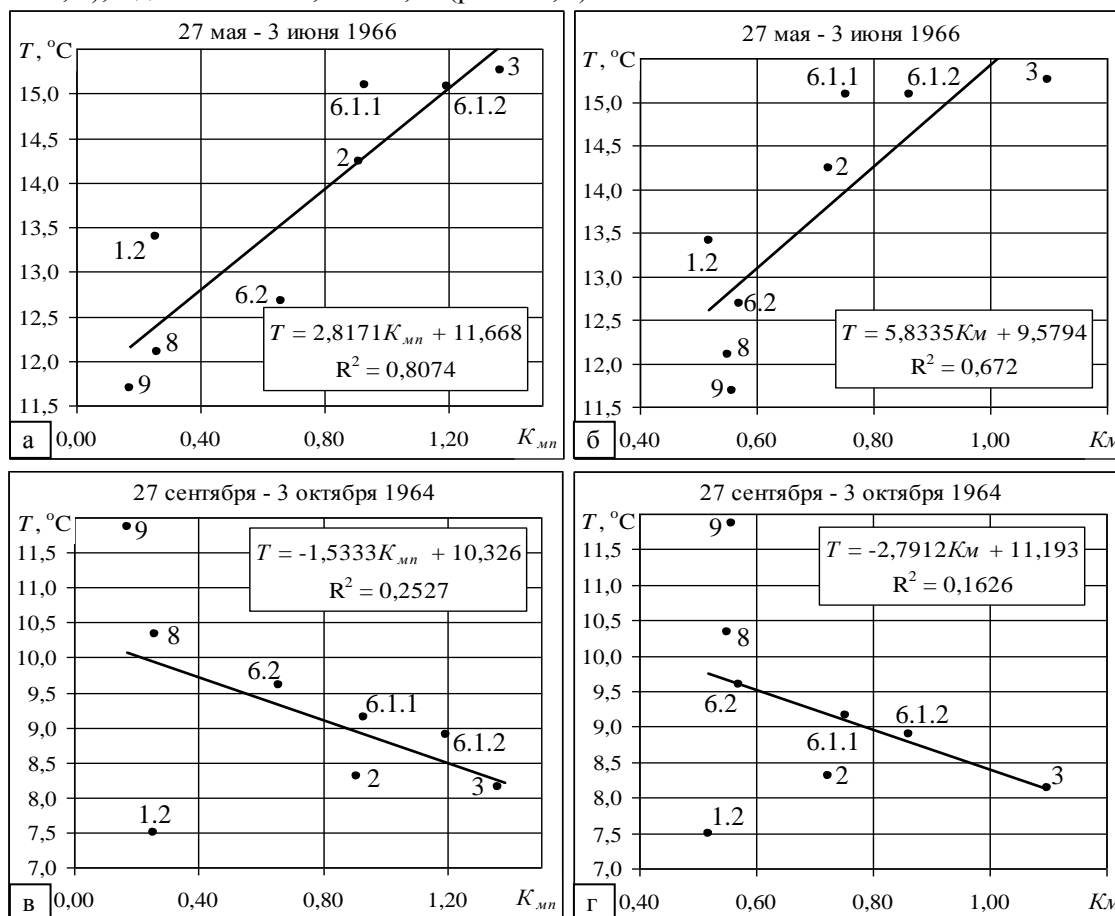 27 мая - 3 июня 1966
T, °C
15,0
14,5
14,0
13,5
13,0
12,5
12,0
11,5
3
6.1.1
6.1.2
2
1.2
6.2
8
9
T = 2,8171K мп + 11,668
R² = 0,8074
а
0,00 0,40 0,80 1,20 K мп
27 мая - 3 июня 1966
T, °C
15,0
14,5
14,0
13,5
13,0
12,5
12,0
11,5
3
6.1.1 6.1.2
2
1.2
6.2
8
9
T = 5,8335Км + 9,5794
R² = 0,672
б
0,40 0,60 0,80 1,00 Км
27 сентября - 3 октября 1964
T, °C
11,5
11,0
10,5
10,0
9,5
9,0
8,5
8,0
7,5
7,0
9
T = -1,5333K мп + 10,326
R² = 0,2527
8
6.2
6.1.1
6.1.2
2
3
1.2
в
0,00 0,40 0,80 1,20 K мп
27 сентября - 3 октября 1964
T, °C
11,5
11,0
10,5
10,0
9,5
9,0
8,5
8,0
7,5
7,0
9
T = -2,7912Км + 11,193
R² = 0,1626
8
6.2
6.1.2
6.1.1
2
3
1.2
г
0,40 0,60 0,80 1,00 Км